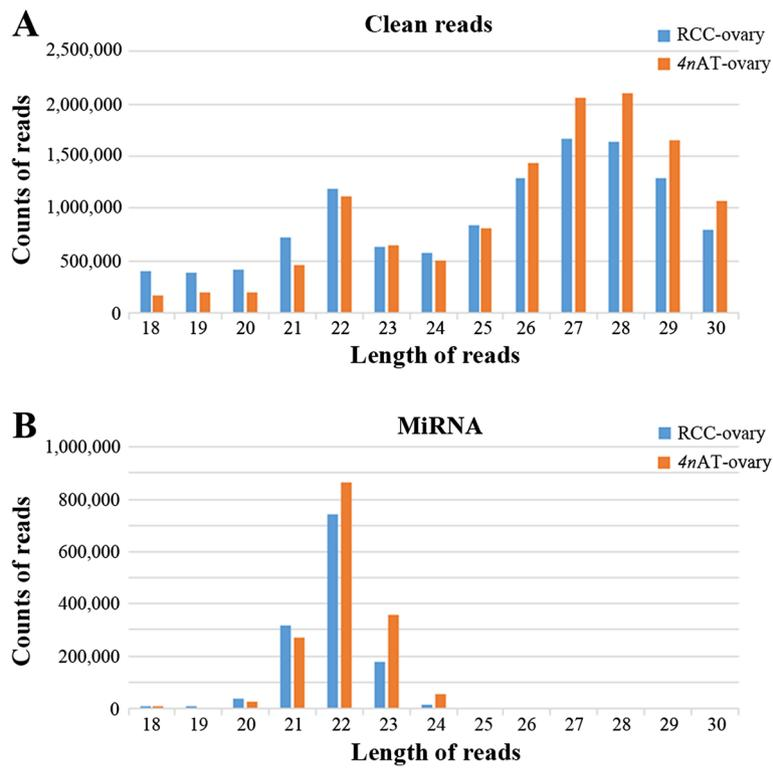 A
Clean reads
RCC-ovary
4nAT-ovary
Counts of reads
2,500,000
2,000,000
1,500,000
1,000,000
500,000
0
18 19 20 21 22 23 24 25 26 27 28 29 30
Length of reads
B
MiRNA
RCC-ovary
4nAT-ovary
Counts of reads
1,000,000
800,000
600,000
400,000
200,000
0
18 19 20 21 22 23 24 25 26 27 28 29 30
Length of reads